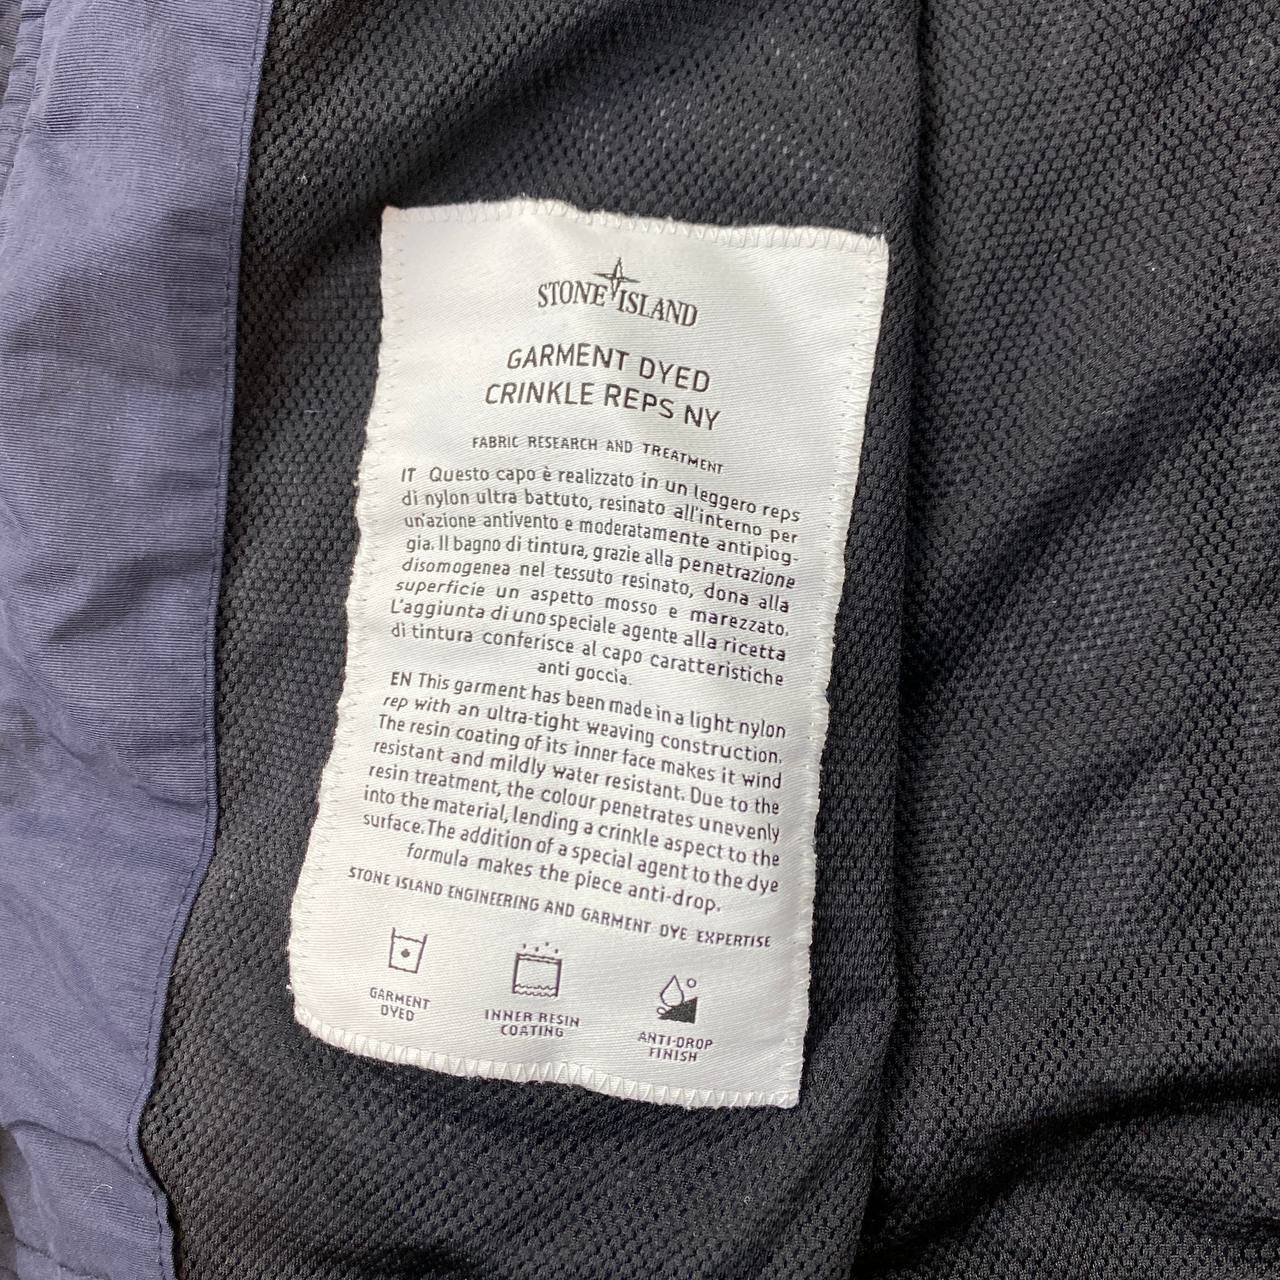 STONE ISLAND
GARMENT DYED
CRINKLE REPS NY
FABRIC RESEARCH AND TREATMENT
IT Questo capo è realizzato in un leggero reps
di nylon ultra battuto, resinato all'interno per
un'azione antivento e moderatamente antipiog-
gia. Il bagno di tintura, grazie alla penetrazione
disomogenea nel tessuto resinato, dona alla
superficie un aspetto mosso e marezzato.
L'aggiunta di uno speciale agente alla ricetta
di tintura conferisce al capo caratteristiche
anti goccia.
EN This garment has been made in a light nylon
rep with an ultra-tight weaving construction.
The resin coating of its inner face makes it wind
resistant and mildly water resistant. Due to the
resin treatment, the colour penetrates unevenly
into the material, lending a crinkle aspect to the
surface. The addition of a special agent to the dye
formula makes the piece anti-drop.
STONE ISLAND ENGINEERING AND GARMENT DYE EXPERTISE
GARMENT
DYED
INNER RESIN
COATING
ANTI-DROP
FINISH